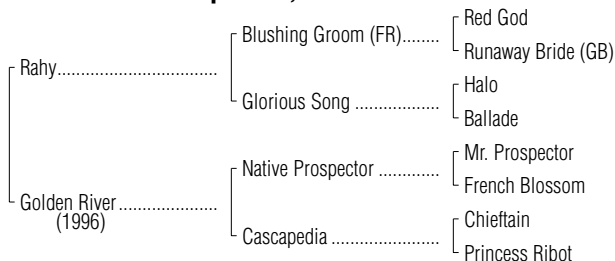 Red God
Blushing Groom (FR)........
Runaway Bride (GB)
Rahy....................................
Halo
Glorious Song ..................
Ballade
Mr. Prospector
Native Prospector .............
French Blossom
Golden River ......................
(1996)
Chieftain
Cascapedia ........................
Princess Ribot